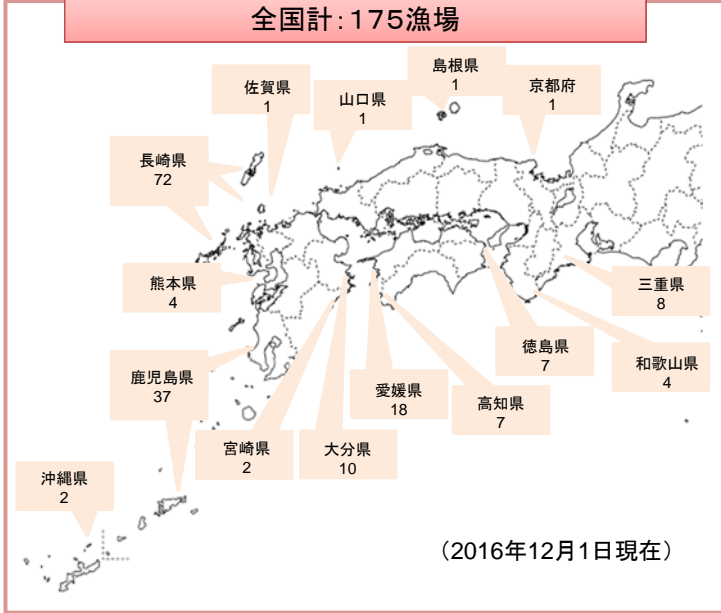 全国計：175漁場
島根県
1
京都府
1
佐賀県
1
山口県
1
長崎県
72
熊本県
4
三重県
8
徳島県
7
和歌山県
4
鹿児島県
37
愛媛県
18
高知県
7
宮崎県
2
大分県
10
沖縄県
2
（2016年12月1日現在）